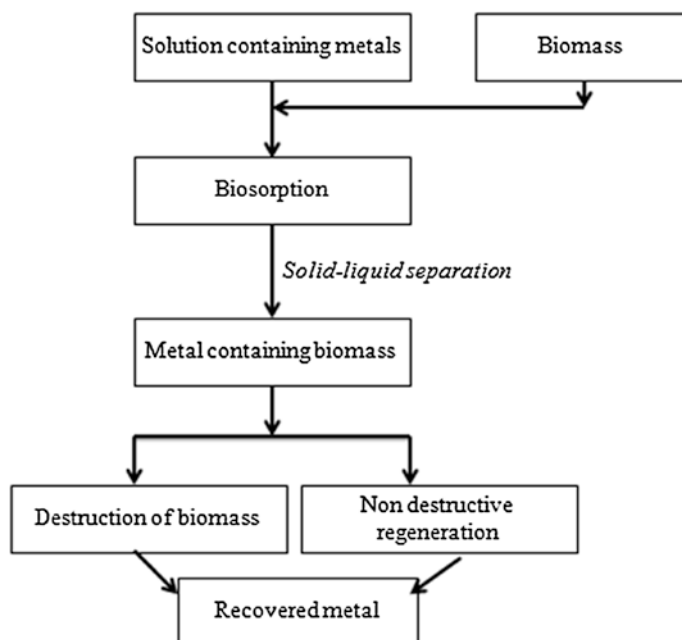 Solution containing metals
Biomass
Biosorption
Solid-liquid separation
Metal containing biomass
Destruction of biomass
Non destructive
regeneration
Recovered metal